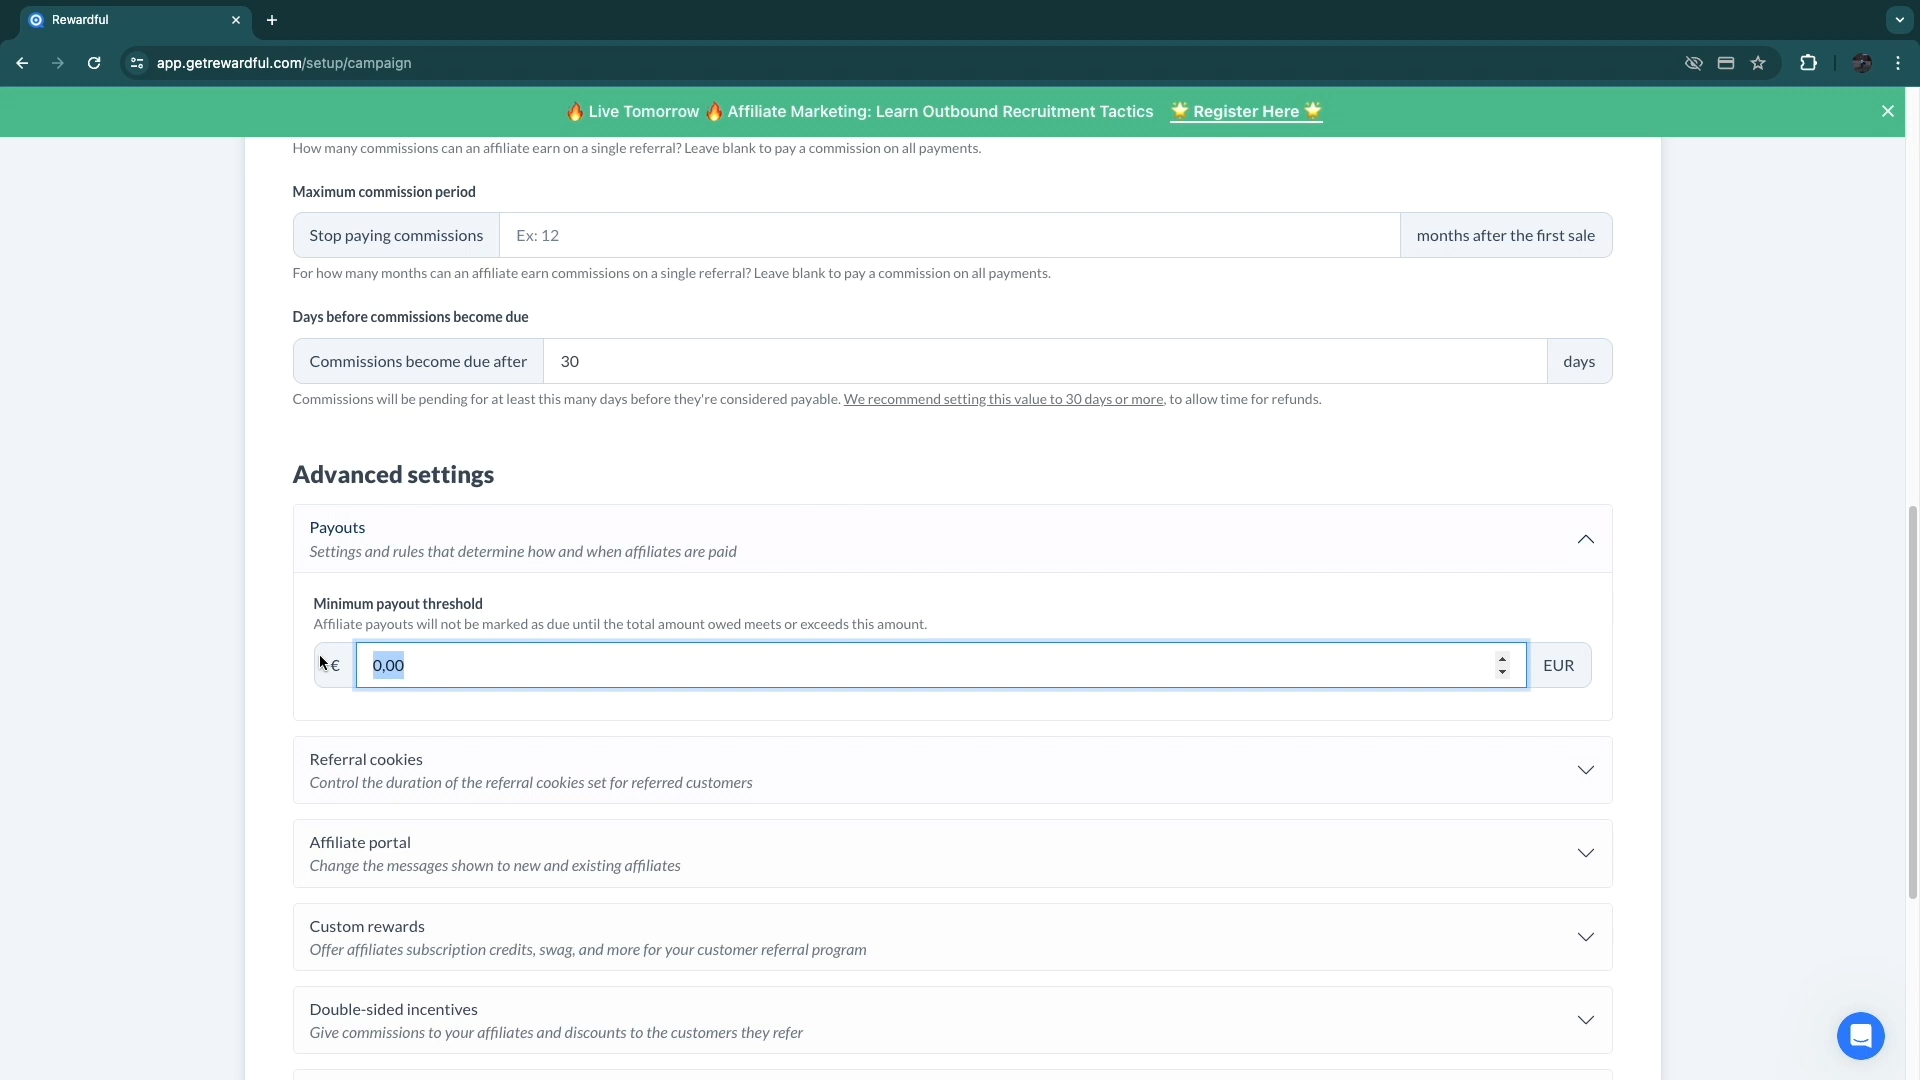 Rewardful
app.getrewardful.com/setup/campaign
🔥 Live Tomorrow 🔥 Affiliate Marketing: Learn Outbound Recruitment Tactics 🌟 Register Here 🌟
How many commissions can an affiliate earn on a single referral? Leave blank to pay a commission on all payments.
Maximum commission period
Stop paying commissions Ex: 12 months after the first sale
For how many months can an affiliate earn commissions on a single referral? Leave blank to pay a commission on all payments.
Days before commissions become due
Commissions become due after 30 days
Commissions will be pending for at least this many days before they're considered payable. We recommend setting this value to 30 days or more, to allow time for refunds.
Advanced settings
Payouts
Settings and rules that determine how and when affiliates are paid
Minimum payout threshold
Affiliate payouts will not be marked as due until the total amount owed meets or exceeds this amount.
€ 0,00 EUR
Referral cookies
Control the duration of the referral cookies set for referred customers
Affiliate portal
Change the messages shown to new and existing affiliates
Custom rewards
Offer affiliates subscription credits, swag, and more for your customer referral program
Double-sided incentives
Give commissions to your affiliates and discounts to the customers they refer